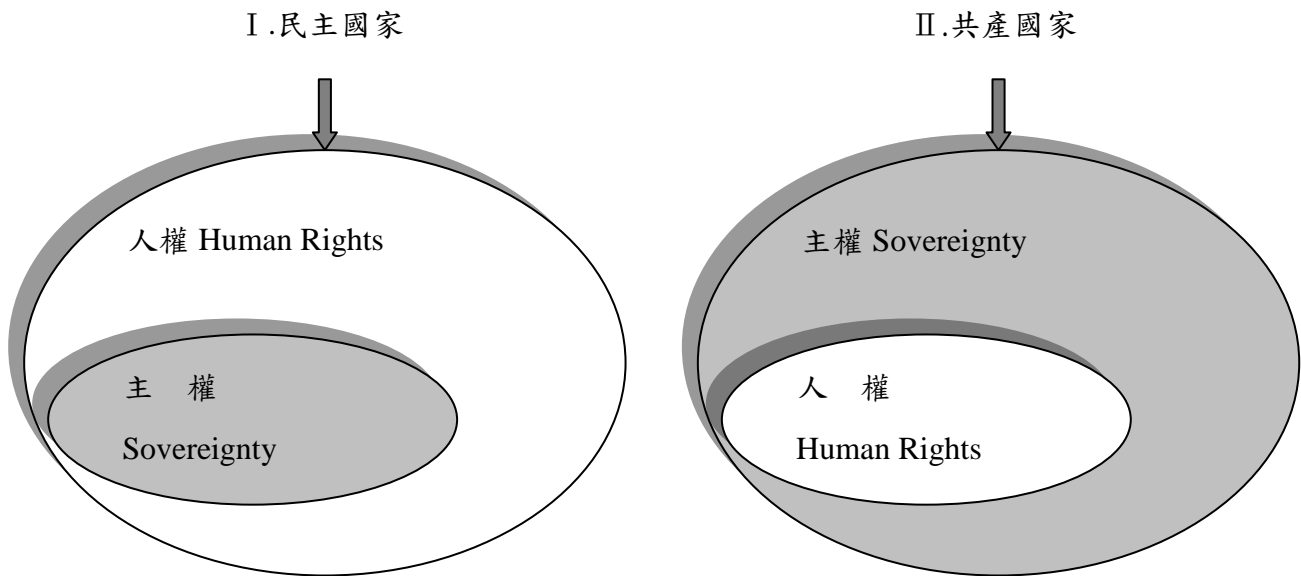 Ⅰ.民主國家
人權 Human Rights
主 權
Sovereignty
Ⅱ.共產國家
主權 Sovereignty
人 權
Human Rights